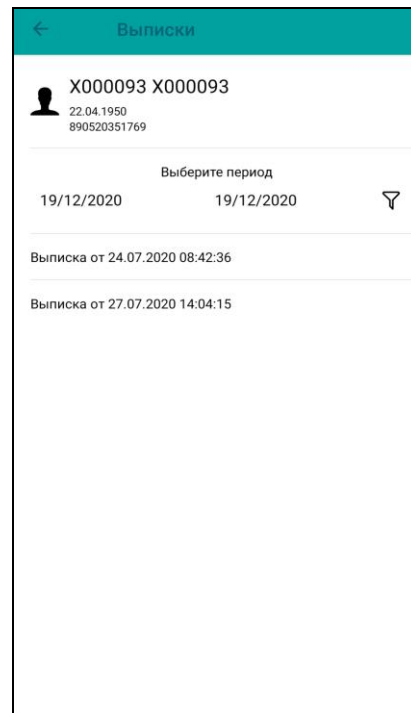 Выписки
X000093 X000093
22.04.1950
890520351769
Выберите период
19/12/2020 19/12/2020
Выписка от 24.07.2020 08:42:36
Выписка от 27.07.2020 14:04:15